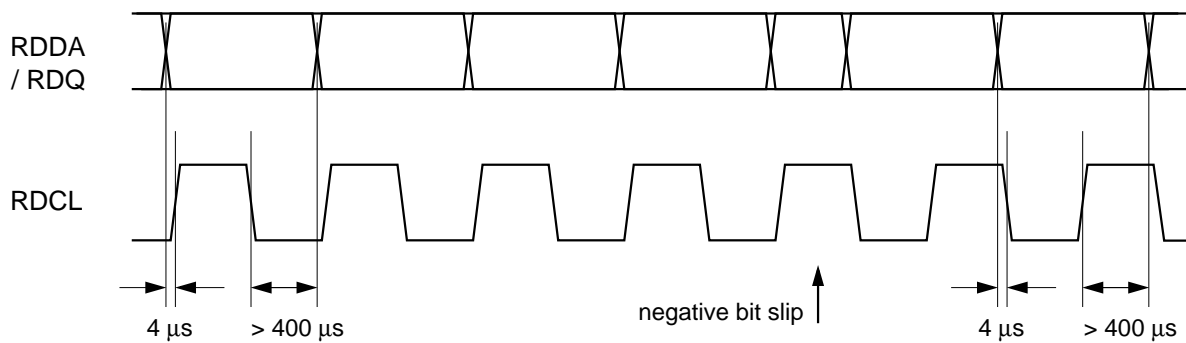 RDDA
/ RDQ
RDCL
negative bit slip
4 μs
> 400 μs
4 μs
> 400 μs